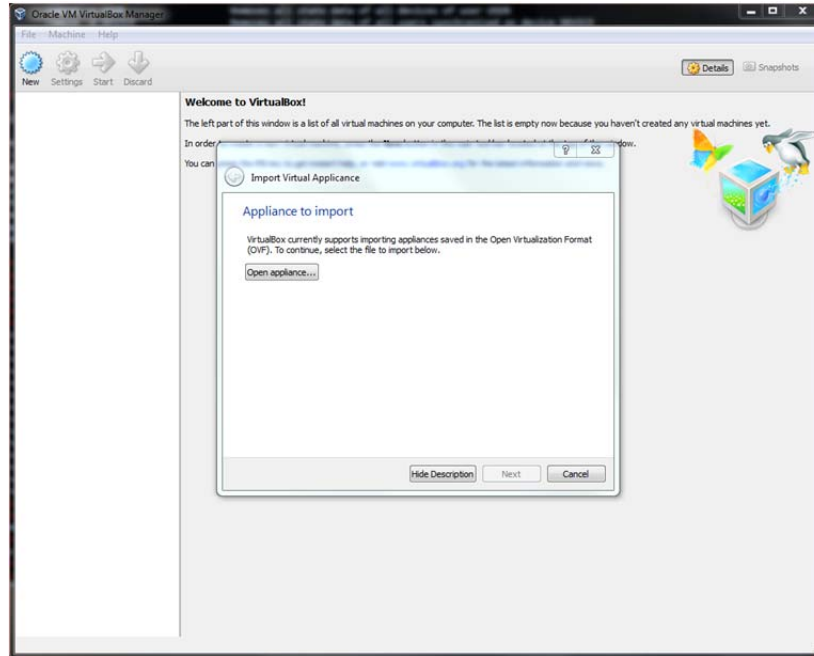 Oracle VM VirtualBox Manager
File Machine Help
New Settings Start Discard
Details Snapshots
Welcome to VirtualBox!
The left part of this window is a list of all virtual machines on your computer. The list is empty now because you haven't created any virtual machines yet.
In order
You can
Import Virtual Applicance
Appliance to import
VirtualBox currently supports importing appliances saved in the Open Virtualization Format
(OVF). To continue, select the file to import below.
Open appliance...
Hide Description Next Cancel